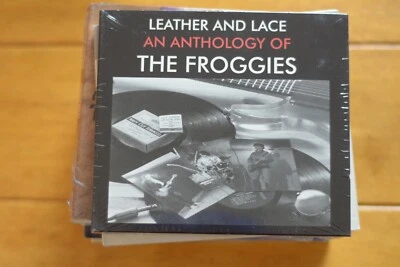 LEATHER AND LACE
AN ANTHOLOGY OF
THE FROGGIES